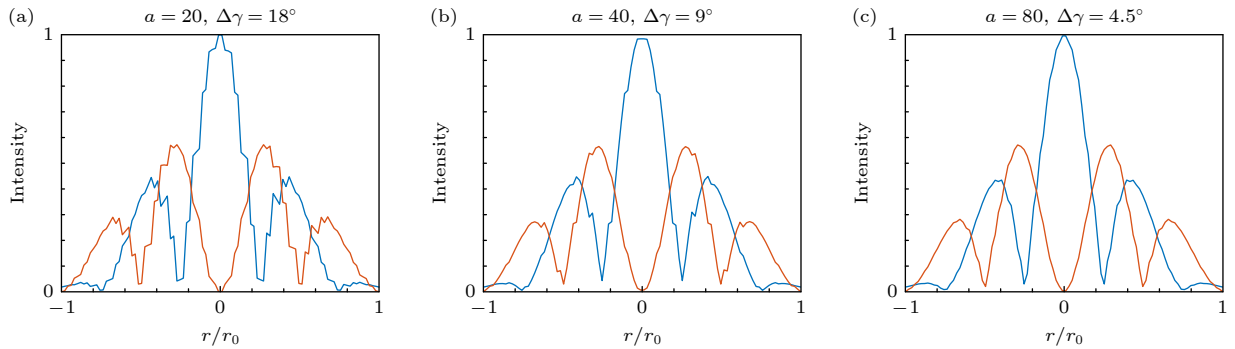 (a) a = 20, Δγ = 18°
1
Intensity
0
−1 0 1
r/r₀
(b) a = 40, Δγ = 9°
1
Intensity
0
−1 0 1
r/r₀
(c) a = 80, Δγ = 4.5°
1
Intensity
0
−1 0 1
r/r₀